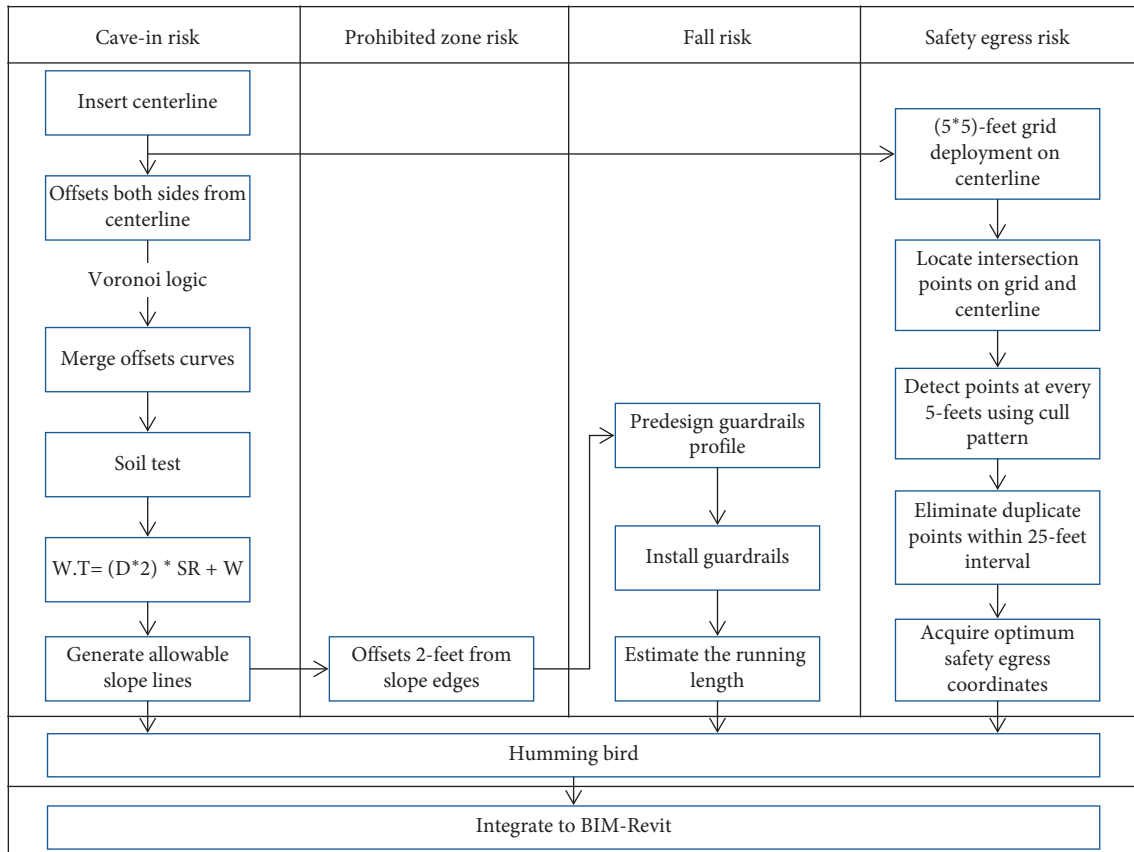 Cave-in risk
Prohibited zone risk
Fall risk
Safety egress risk
Insert centerline
Offsets both sides from
centerline
Voronoi logic
Merge offsets curves
Soil test
W.T= (D*2) * SR + W
Generate allowable
slope lines
Offsets 2-feet from
slope edges
Predesign guardrails
profile
Install guardrails
Estimate the running
length
(5*5)-feet grid
deployment on
centerline
Locate intersection
points on grid and
centerline
Detect points at every
5-feets using cull
pattern
Eliminate duplicate
points within 25-feet
interval
Acquire optimum
safety egress
coordinates
Humming bird
Integrate to BIM-Revit